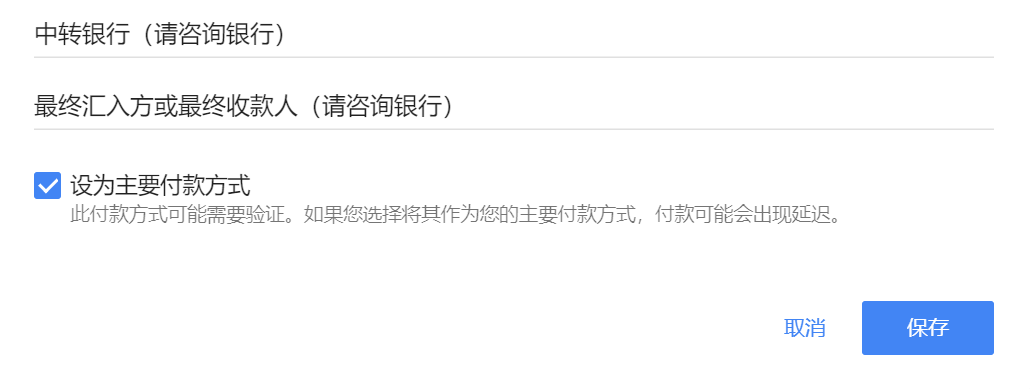 中转银行（请咨询银行）
最终汇入方或最终收款人（请咨询银行）
设为主要付款方式
此付款方式可能需要验证。如果您选择将其作为您的主要付款方式，付款可能会出现延迟。
取消 保存